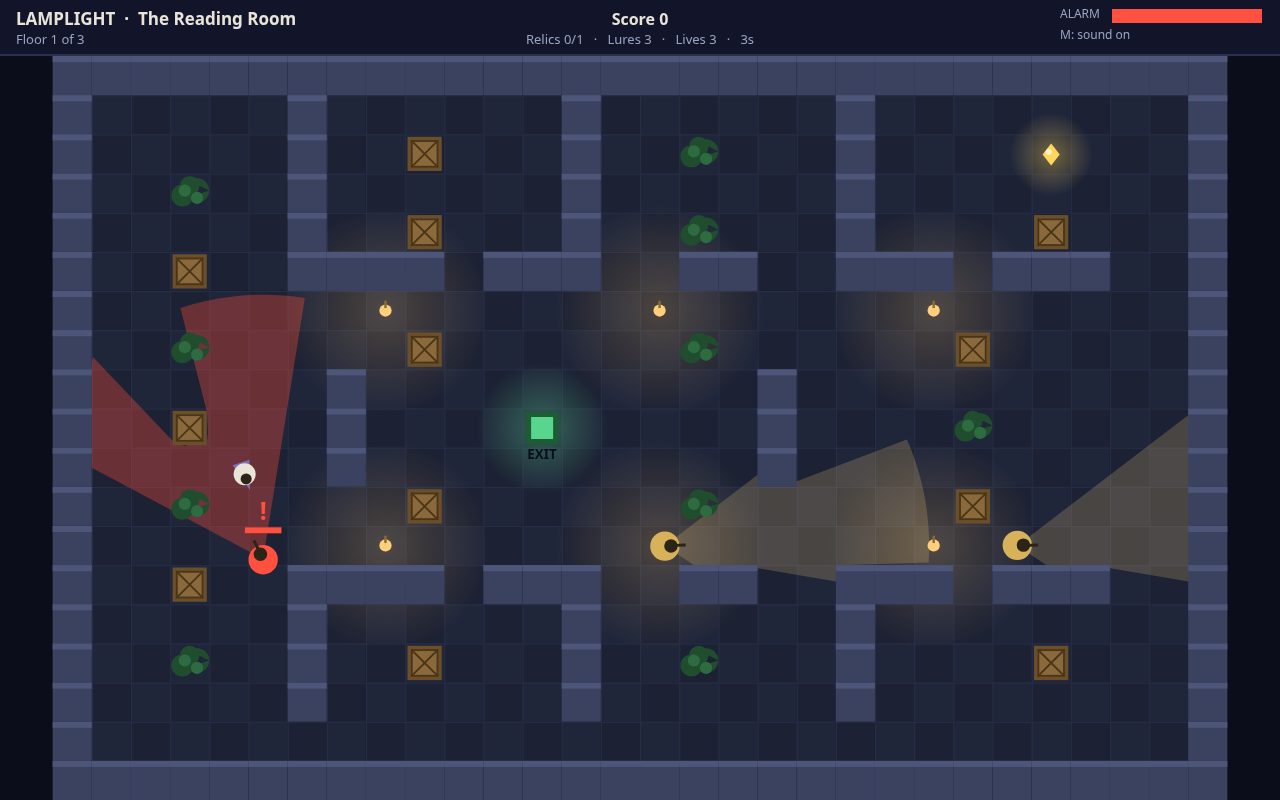 LAMPLIGHT · The Reading Room
Floor 1 of 3
Score 0
Relics 0/1 · Lures 3 · Lives 3 · 3s
ALARM
M: sound on
EXIT
!